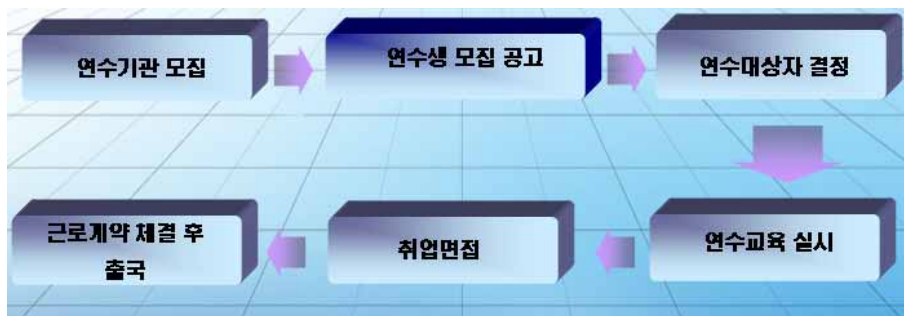 연수기관 모집
연수생 모집 공고
연수대상자 결정
연수교육 실시
취업면접
근로계약 체결 후
출국